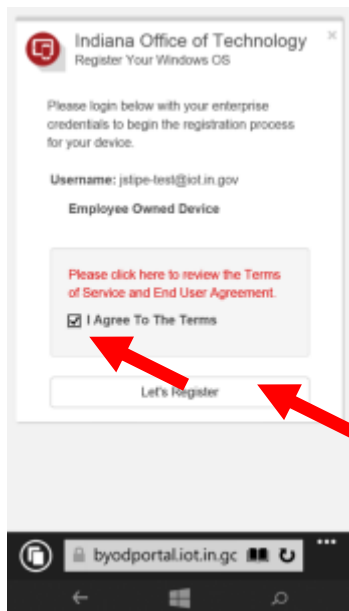 Indiana Office of Technology
Register Your Windows OS
Please login below with your enterprise
credentials to begin the registration process
for your device.
Username: jstipe-test@iot.in.gov
Employee Owned Device
Please click here to review the Terms
of Service and End User Agreement.
I Agree To The Terms
Let's Register
byodportal.iot.in.gc